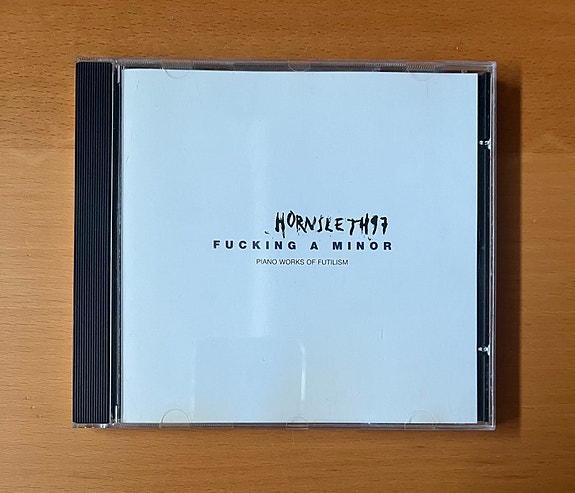 HORNSLETH97
FUCKING A MINOR
PIANO WORKS OF FUTILISM